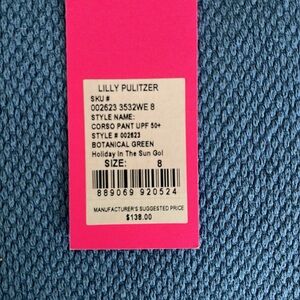 LILLY PULITZER
SKU #
002623 3532WE 8
STYLE NAME:
CORSO PANT UPF 50+
STYLE # 002623
BOTANICAL GREEN
Holiday In The Sun Go!
SIZE: 8
889069 920524
MANUFACTURER'S SUGGESTED PRICE
$138.00